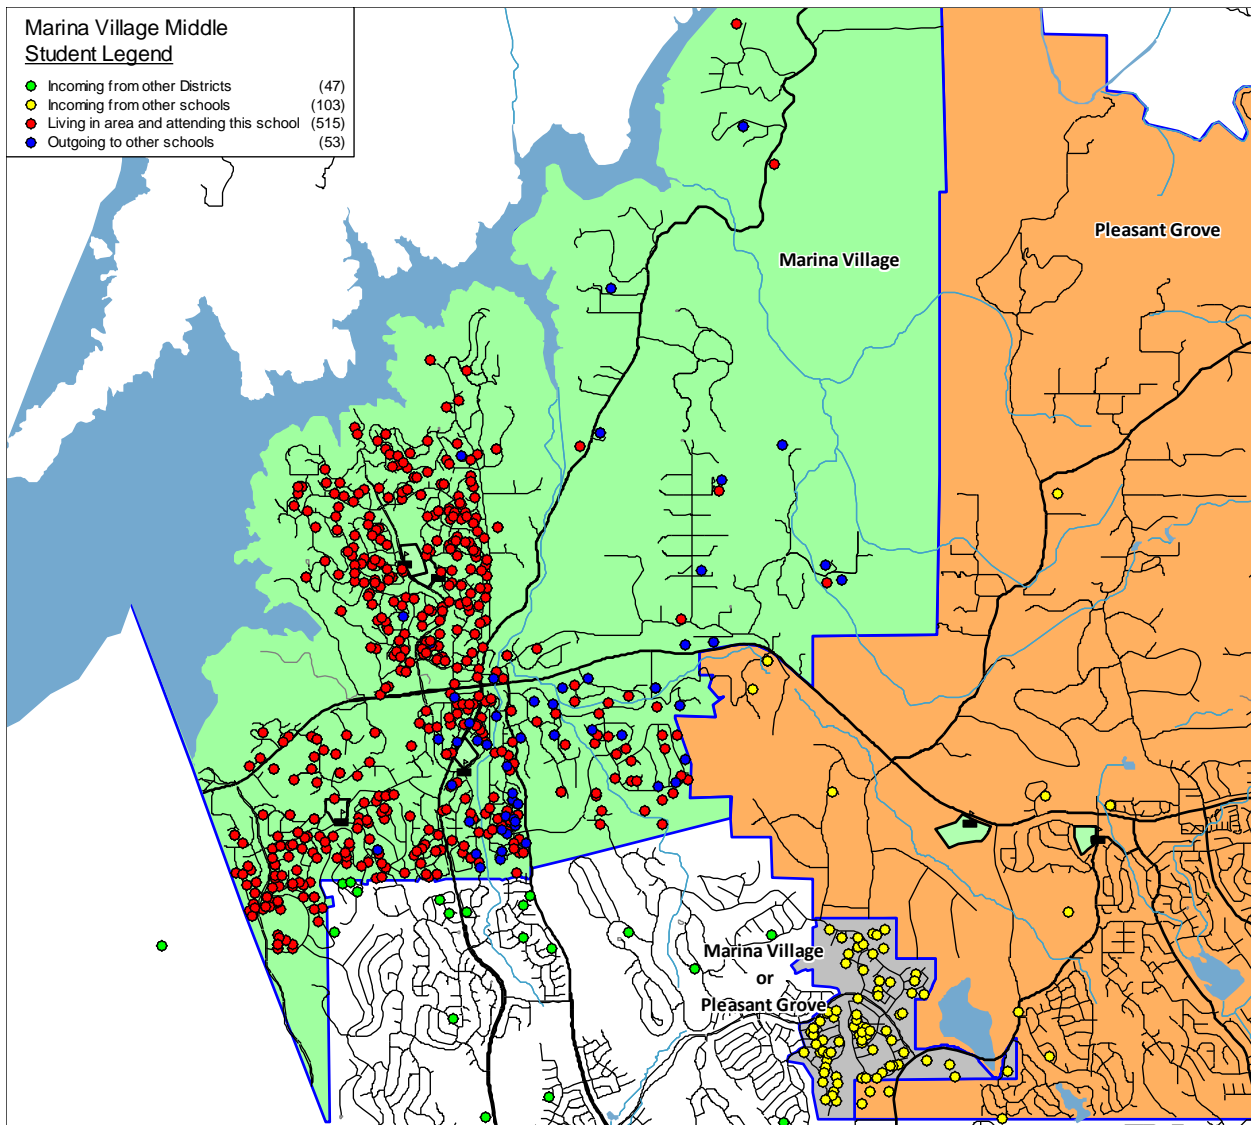 Marina Village Middle
Student Legend
Incoming from other Districts (47)
Incoming from other schools (103)
Living in area and attending this school (515)
Outgoing to other schools (53)
Pleasant Grove
Marina Village
Marina Village
or
Pleasant Grove